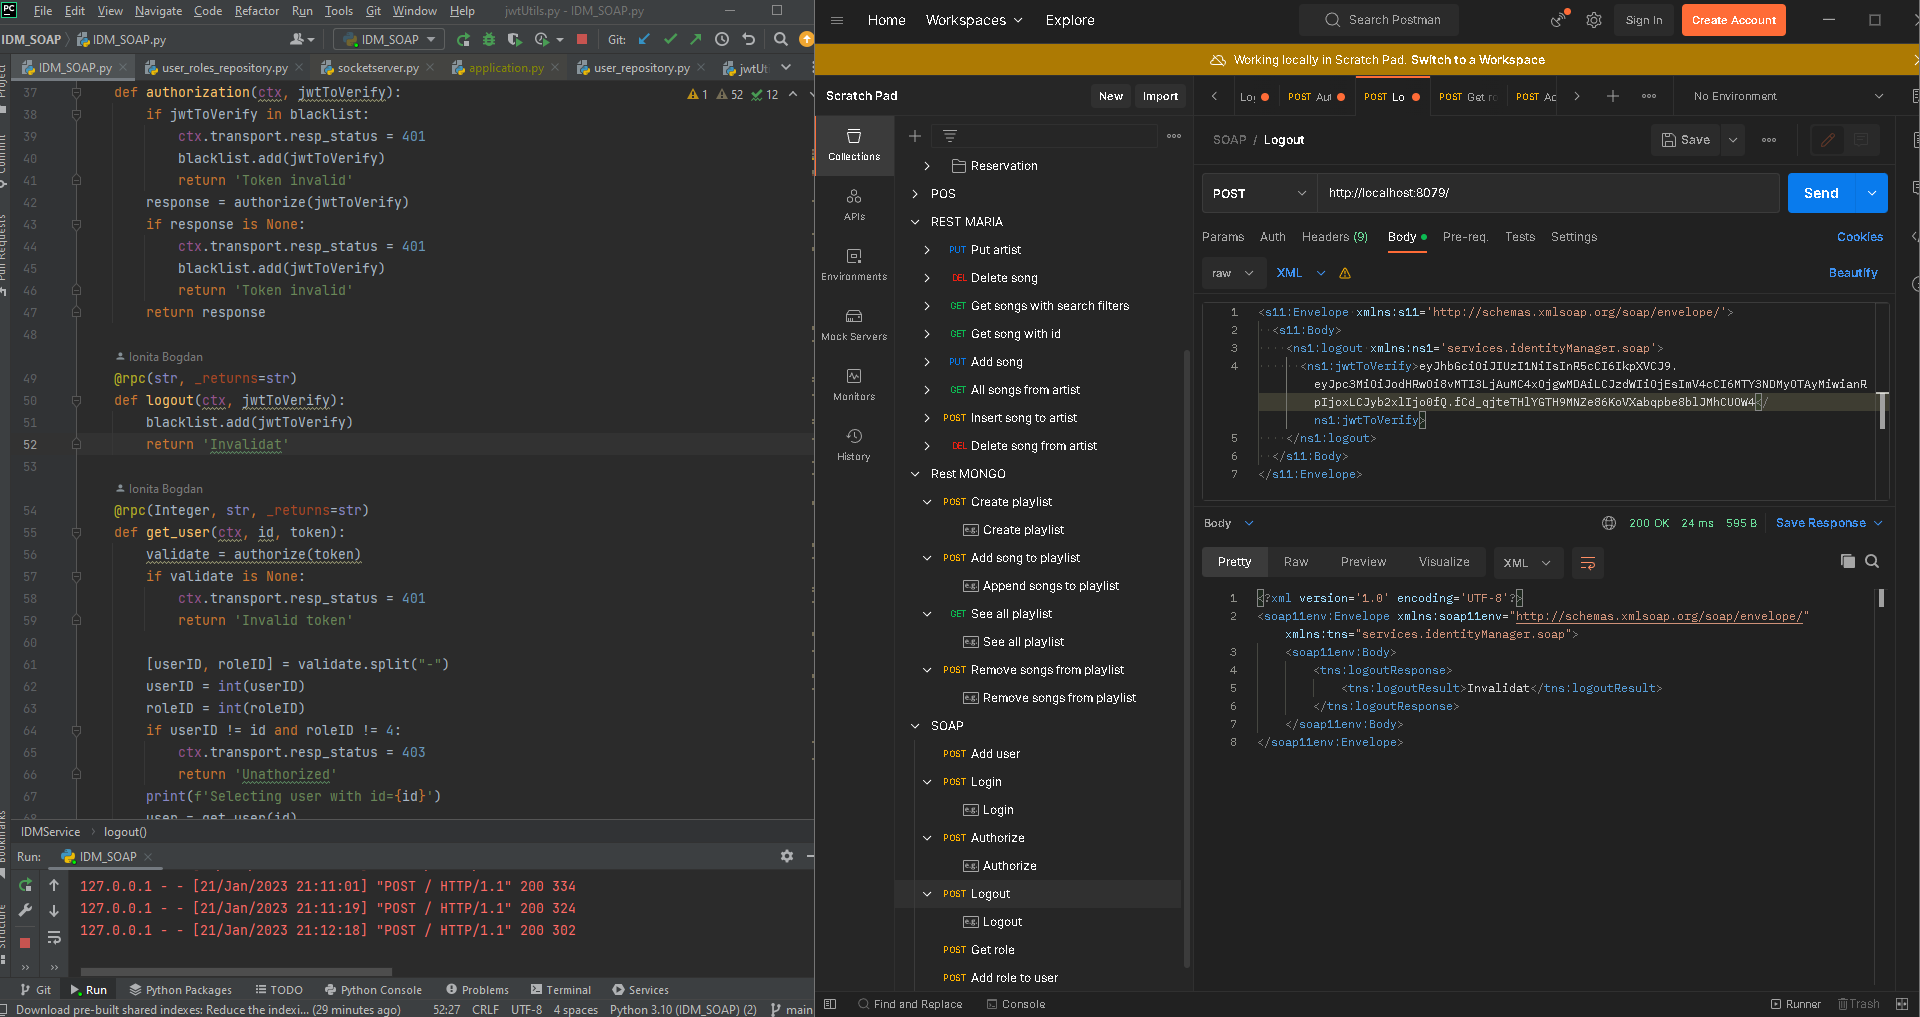 File Edit View Navigate Code Refactor Run Tools Git Window Help jwtUtils.py - IDM_SOAP.py
IDM_SOAP IDM_SOAP.py IDM_SOAP Git:
IDM_SOAP.py user_roles_repository.py socketserver.py application.py user_repository.py jwtUt
1 52 12
37 def authorization(ctx, jwtToVerify):
38 if jwtToVerify in blacklist:
39 ctx.transport.resp_status = 401
40 blacklist.add(jwtToVerify)
41 return 'Token invalid'
42 response = authorize(jwtToVerify)
43 if response is None:
44 ctx.transport.resp_status = 401
45 blacklist.add(jwtToVerify)
46 return 'Token invalid'
47 return response
48
Ionita Bogdan
49 @rpc(str, _returns=str)
50 def logout(ctx, jwtToVerify):
51 blacklist.add(jwtToVerify)
52 return 'Invalidat'
53
Ionita Bogdan
54 @rpc(Integer, str, _returns=str)
55 def get_user(ctx, id, token):
56 validate = authorize(token)
57 if validate is None:
58 ctx.transport.resp_status = 401
59 return 'Invalid token'
60
61 [userID, roleID] = validate.split("-")
62 userID = int(userID)
63 roleID = int(roleID)
64 if userID != id and roleID != 4:
65 ctx.transport.resp_status = 403
66 return 'Unathorized'
67 print(f'Selecting user with id={id}')
68 user = get_user(id)
IDMService logout()
Run: IDM_SOAP
127.0.0.1 - - [21/Jan/2023 21:11:01] "POST / HTTP/1.1" 200 334
127.0.0.1 - - [21/Jan/2023 21:11:19] "POST / HTTP/1.1" 200 324
127.0.0.1 - - [21/Jan/2023 21:12:18] "POST / HTTP/1.1" 200 302
Git Run Python Packages TODO Python Console Problems Terminal Services
Download pre-built shared indexes: Reduce the indexi... (29 minutes ago) 52:27 CRLF UTF-8 4 spaces Python 3.10 (IDM_SOAP) (2) main
Home Workspaces Explore Search Postman Sign In Create Account
Working locally in Scratch Pad. Switch to a Workspace
Scratch Pad New Import
Collections
APIs
Environments
Mock Servers
Monitors
History
Reservation
POS
REST MARIA
PUT Put artist
DEL Delete song
GET Get songs with search filters
GET Get song with id
PUT Add song
GET All songs from artist
POST Insert song to artist
DEL Delete song from artist
Rest MONGO
POST Create playlist
e.g. Create playlist
POST Add song to playlist
e.g. Append songs to playlist
GET See all playlist
e.g. See all playlist
POST Remove songs from playlist
e.g. Remove songs from playlist
SOAP
POST Add user
POST Login
e.g. Login
POST Authorize
e.g. Authorize
POST Logout
e.g. Logout
POST Get role
POST Add role to user
POST Aut POST Lo POST Get ro POST Ac No Environment
SOAP / Logout Save
POST http://localhost:8079/ Send
Params Auth Headers (9) Body Pre-req. Tests Settings Cookies
raw XML Beautify
1 <s11:Envelope xmlns:s11='http://schemas.xmlsoap.org/soap/envelope/'>
2 <s11:Body>
3 <ns1:logout xmlns:ns1='services.identityManager.soap'>
4 <ns1:jwtToVerify>eyJhbGciOiJIUzI1NiIsInR5cCI6IkpXVCJ9.
eyJpc3MiOiJodHRwOi8vMTI3LjAuMC4xOjgwMDAiLCJzdWIiOjEsImV4cCI6MTY3NDMyOTAyMiwianR
pIjoxLCJyb2xlIjo0fQ.fCd_qjteTHlYGTH9MNZe86KoVXabqpbe8blJMhCUOW4</
ns1:jwtToVerify>
5 </ns1:logout>
6 </s11:Body>
7 </s11:Envelope>
Body 200 OK 24 ms 595 B Save Response
Pretty Raw Preview Visualize XML
1 <?xml version='1.0' encoding='UTF-8'?>
2 <soap11env:Envelope xmlns:soap11env="http://schemas.xmlsoap.org/soap/envelope/"
xmlns:tns="services.identityManager.soap">
3 <soap11env:Body>
4 <tns:logoutResponse>
5 <tns:logoutResult>Invalidat</tns:logoutResult>
6 </tns:logoutResponse>
7 </soap11env:Body>
8 </soap11env:Envelope>
Find and Replace Console Runner Trash